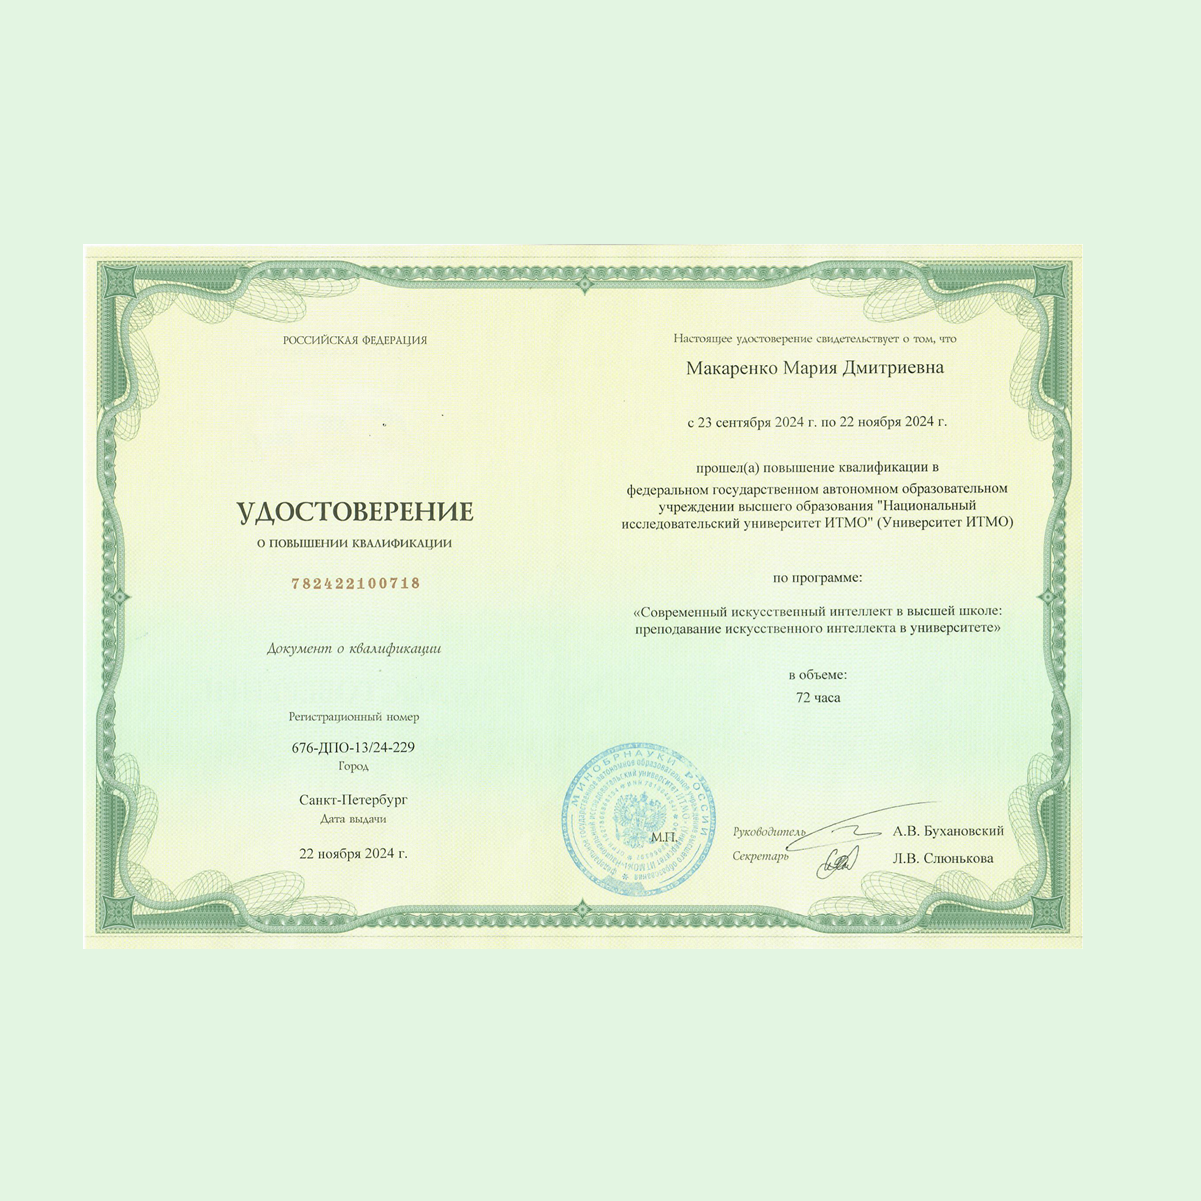 РОССИЙСКАЯ ФЕДЕРАЦИЯ
УДОСТОВЕРЕНИЕ
О ПОВЫШЕНИИ КВАЛИФИКАЦИИ
782422100718
Документ о квалификации
Регистрационный номер
676-ДПО-13/24-229
Город
Санкт-Петербург
Дата выдачи
22 ноября 2024 г.
Настоящее удостоверение свидетельствует о том, что
Макаренко Мария Дмитриевна
с 23 сентября 2024 г. по 22 ноября 2024 г.
прошел(а) повышение квалификации в
федеральном государственном автономном образовательном
учреждении высшего образования "Национальный
исследовательский университет ИТМО" (Университет ИТМО)
по программе:
«Современный искусственный интеллект в высшей школе:
преподавание искусственного интеллекта в университете»
в объеме:
72 часа
МИНОБРНАУКИ РОССИИ
М.П.
Руководитель А.В. Бухановский
Секретарь Л.В. Слюнькова